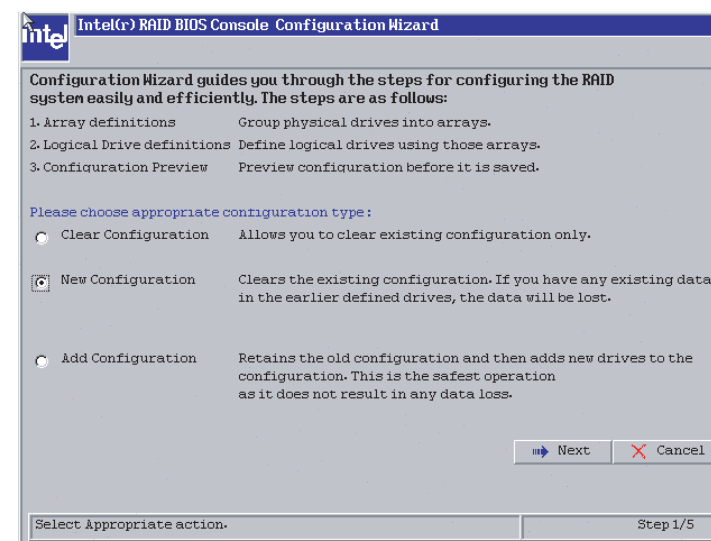 intel
Intel(r) RAID BIOS Console Configuration Wizard
Configuration Wizard guides you through the steps for configuring the RAID
system easily and efficiently. The steps are as follows:
1. Array definitions Group physical drives into arrays.
2. Logical Drive definitions Define logical drives using those arrays.
3. Configuration Preview Preview configuration before it is saved.
Please choose appropriate configuration type:
Clear Configuration Allows you to clear existing configuration only.
New Configuration Clears the existing configuration. If you have any existing data
in the earlier defined drives, the data will be lost.
Add Configuration Retains the old configuration and then adds new drives to the
configuration. This is the safest operation
as it does not result in any data loss.
Next Cancel
Select Appropriate action. Step 1/5